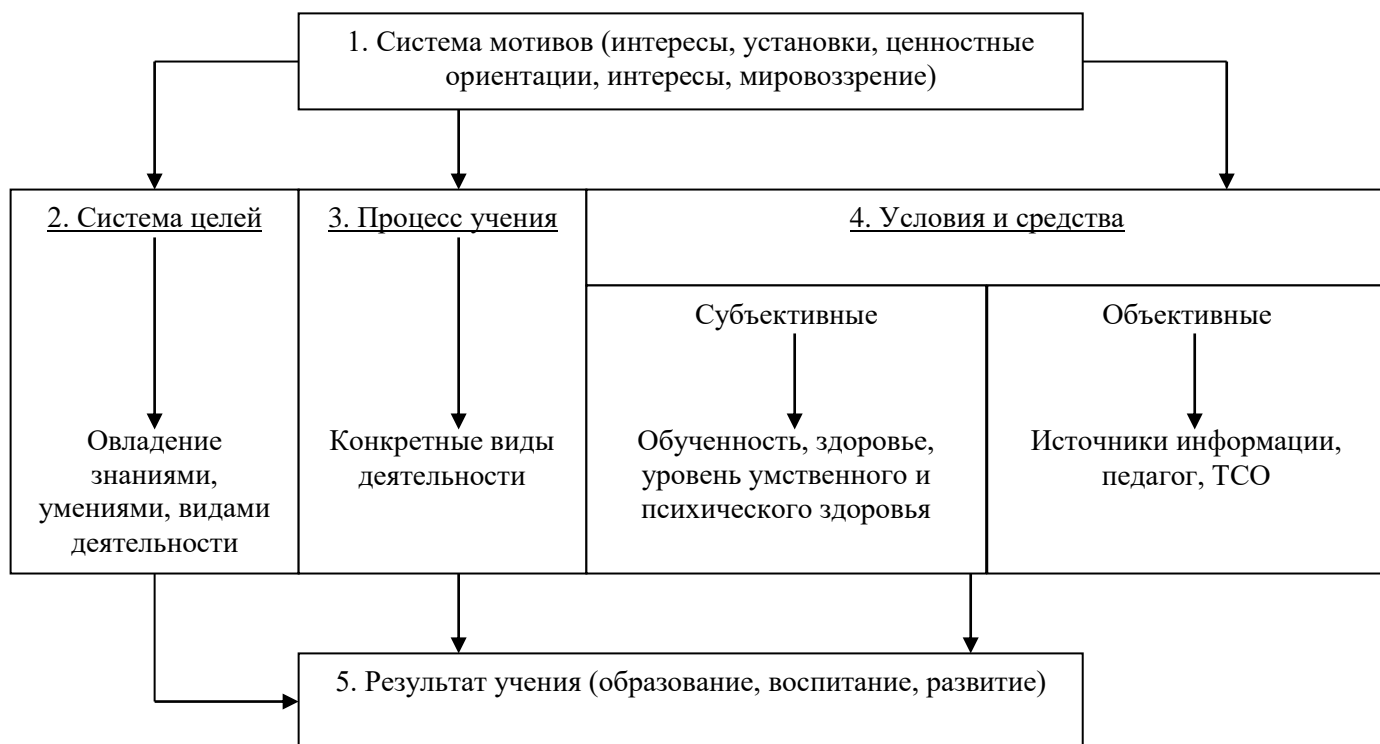 1. Система мотивов (интересы, установки, ценностные
ориентации, интересы, мировоззрение)
2. Система целей
Овладение
знаниями,
умениями, видами
деятельности
3. Процесс учения
Конкретные виды
деятельности
4. Условия и средства
Субъективные
Обученность, здоровье,
уровень умственного и
психического здоровья
Объективные
Источники информации,
педагог, ТСО
5. Результат учения (образование, воспитание, развитие)